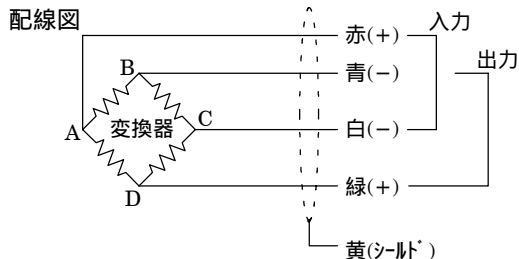 配線図
赤(+) 入力
B 青(-) 出力
A 変換器 C 白(-)
D 緑(+)
黄(ｼｰﾙﾄﾞ)